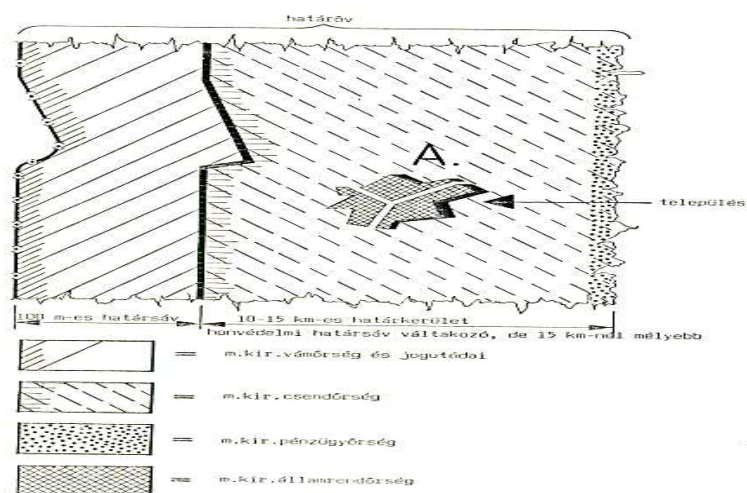 határöv
A.
település
100 m-es határsáv
10-15 km-es határkerület
honvédelmi határsáv váltakozó, de 15 km-nél mélyebb
= m.kir.vámőrség és jogutódai
= m.kir.csendőrség
= m.kir.pénzügyőrség
= m.kir.államrendőrség